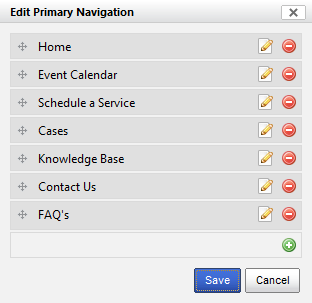 Edit Primary Navigation
Home
Event Calendar
Schedule a Service
Cases
Knowledge Base
Contact Us
FAQ's
Save Cancel